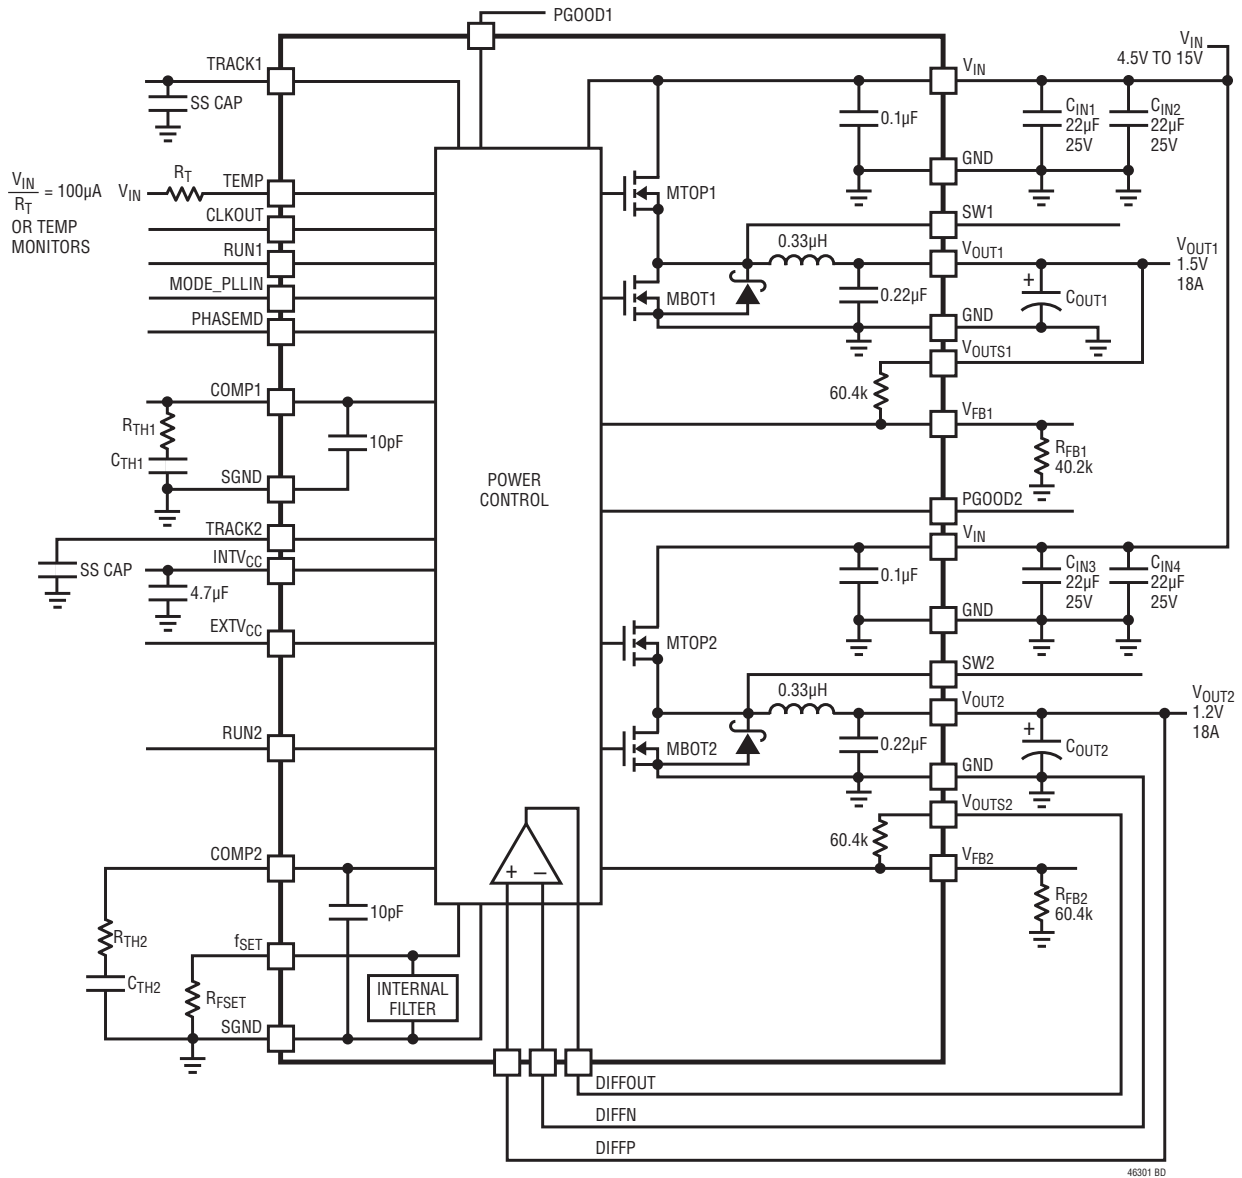 PGOOD1
TRACK1
SS CAP
V_IN
4.5V TO 15V
V_IN
0.1µF
C_IN1
22µF
25V
C_IN2
22µF
25V
GND
V_IN / R_T = 100µA
OR TEMP
MONITORS
V_IN
R_T
TEMP
MTOP1
CLKOUT
SW1
RUN1
0.33µH
V_OUT1
V_OUT1
1.5V
18A
MODE_PLLIN
MBOT1
0.22µF
+
C_OUT1
PHASEMD
GND
V_OUTS1
60.4k
COMP1
V_FB1
R_TH1
C_TH1
10pF
R_FB1
40.2k
SGND
POWER
CONTROL
PGOOD2
TRACK2
V_IN
SS CAP
INTV_CC
4.7µF
0.1µF
C_IN3
22µF
25V
C_IN4
22µF
25V
GND
EXTV_CC
MTOP2
SW2
0.33µH
V_OUT2
V_OUT2
1.2V
18A
RUN2
MBOT2
0.22µF
+
C_OUT2
GND
V_OUTS2
60.4k
COMP2
+ –
V_FB2
10pF
R_FB2
60.4k
R_TH2
C_TH2
f_SET
R_FSET
INTERNAL
FILTER
SGND
DIFFOUT
DIFFN
DIFFP
46301 BD